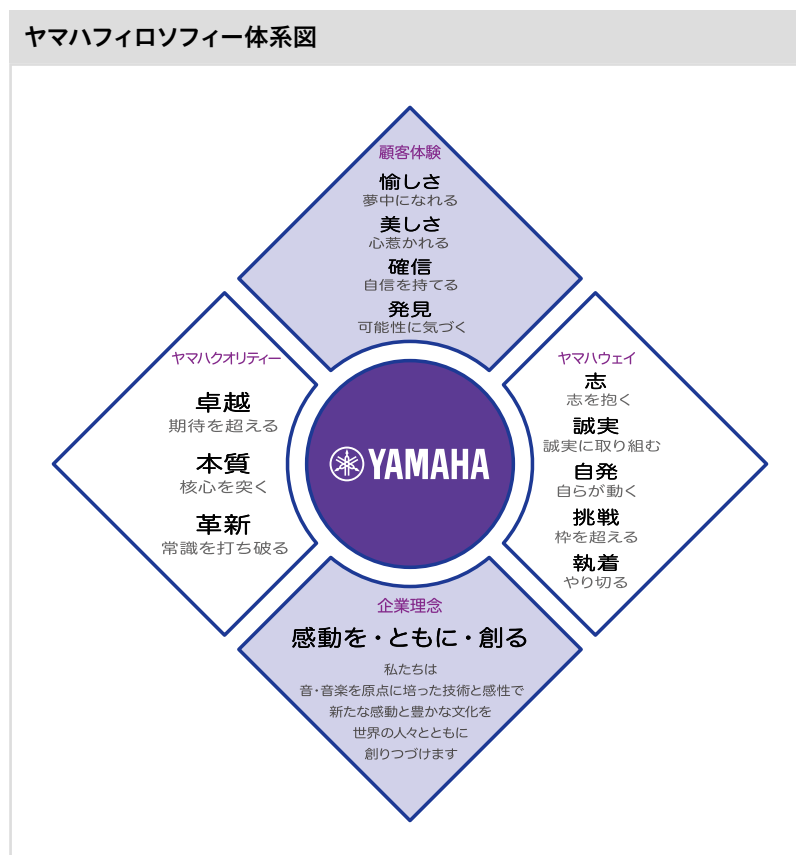 ヤマハフィロソフィー体系図
顧客体験
愉しさ
夢中になれる
美しさ
心惹かれる
確信
自信を持てる
発見
可能性に気づく
ヤマハクオリティー
卓越
期待を超える
本質
核心を突く
革新
常識を打ち破る
YAMAHA
ヤマハウェイ
志
志を抱く
誠実
誠実に取り組む
自発
自らが動く
挑戦
枠を超える
執着
やり切る
企業理念
感動を・ともに・創る
私たちは
音・音楽を原点に培った技術と感性で
新たな感動と豊かな文化を
世界の人々とともに
創りつづけます